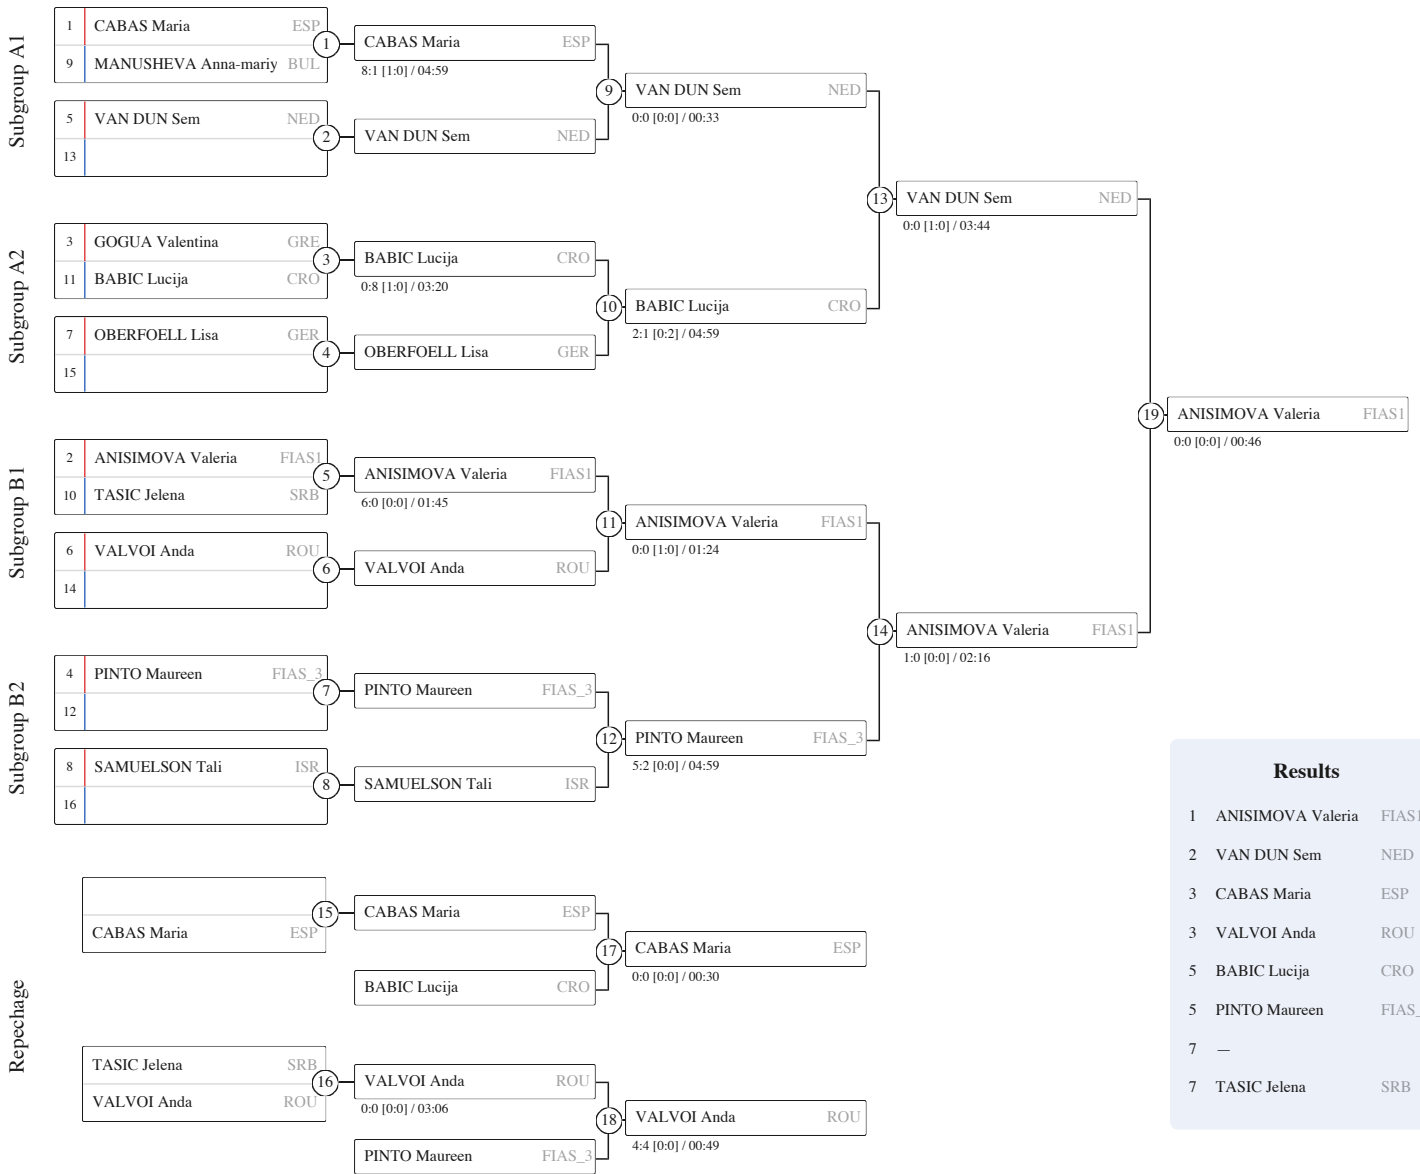 Subgroup A1
1 CABAS Maria ESP
9 MANUSHEVA Anna-mariy BUL
1
CABAS Maria ESP
8:1 [1:0] / 04:59
5 VAN DUN Sem NED
13
2
VAN DUN Sem NED
9
VAN DUN Sem NED
0:0 [0:0] / 00:33
Subgroup A2
3 GOGUA Valentina GRE
11 BABIC Lucija CRO
3
BABIC Lucija CRO
0:8 [1:0] / 03:20
7 OBERFOELL Lisa GER
15
4
OBERFOELL Lisa GER
10
BABIC Lucija CRO
2:1 [0:2] / 04:59
13
VAN DUN Sem NED
0:0 [1:0] / 03:44
Subgroup B1
2 ANISIMOVA Valeria FIAS1
10 TASIC Jelena SRB
5
ANISIMOVA Valeria FIAS1
6:0 [0:0] / 01:45
6 VALVOI Anda ROU
14
6
VALVOI Anda ROU
11
ANISIMOVA Valeria FIAS1
0:0 [1:0] / 01:24
Subgroup B2
4 PINTO Maureen FIAS_3
12
7
PINTO Maureen FIAS_3
8 SAMUELSON Tali ISR
16
8
SAMUELSON Tali ISR
12
PINTO Maureen FIAS_3
5:2 [0:0] / 04:59
14
ANISIMOVA Valeria FIAS1
1:0 [0:0] / 02:16
19
ANISIMOVA Valeria FIAS1
0:0 [0:0] / 00:46
Repechage
CABAS Maria ESP
15
CABAS Maria ESP
BABIC Lucija CRO
17
CABAS Maria ESP
0:0 [0:0] / 00:30
TASIC Jelena SRB
VALVOI Anda ROU
16
VALVOI Anda ROU
0:0 [0:0] / 03:06
PINTO Maureen FIAS_3
18
VALVOI Anda ROU
4:4 [0:0] / 00:49
Results
1 ANISIMOVA Valeria FIAS1
2 VAN DUN Sem NED
3 CABAS Maria ESP
3 VALVOI Anda ROU
5 BABIC Lucija CRO
5 PINTO Maureen FIAS_
7 —
7 TASIC Jelena SRB